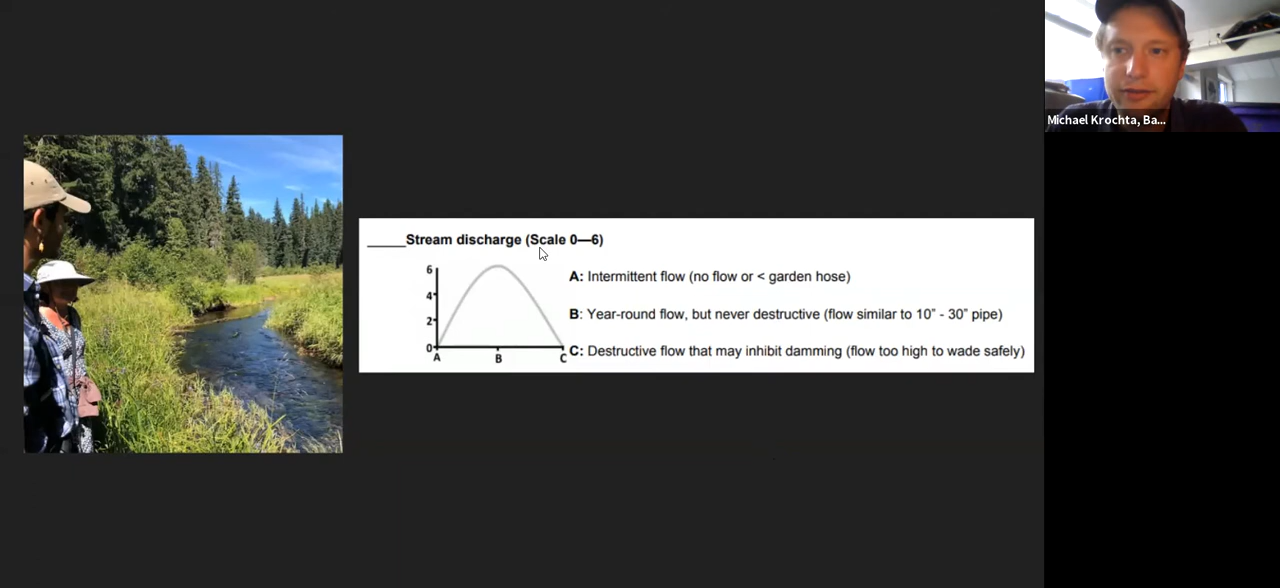 Michael Krochta, Ba...
_____Stream discharge (Scale 0—6)
6
4
2
0
A B C
A: Intermittent flow (no flow or < garden hose)
B: Year-round flow, but never destructive (flow similar to 10" - 30" pipe)
C: Destructive flow that may inhibit damming (flow too high to wade safely)